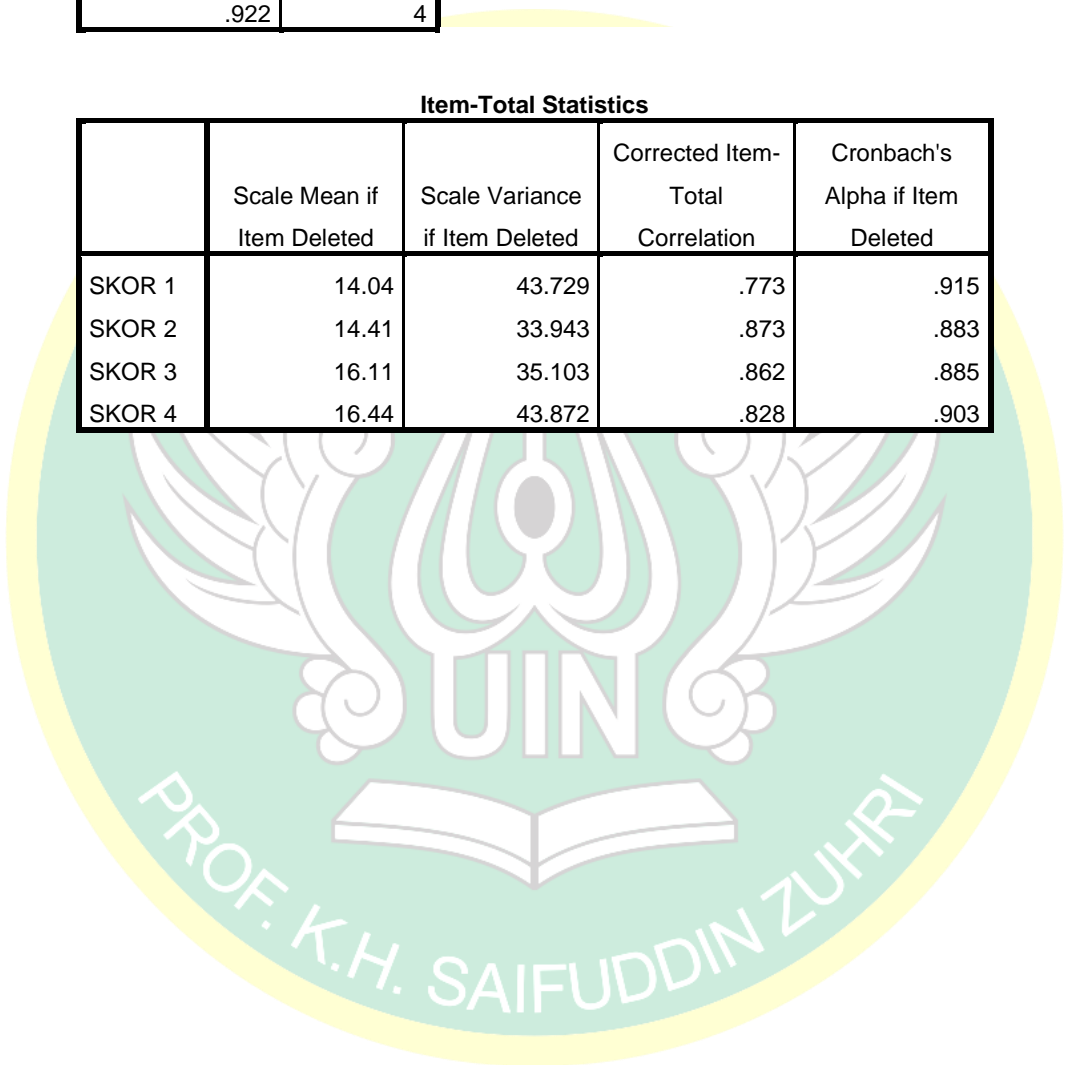 .922 4
Item-Total Statistics
Scale Mean if Item Deleted Scale Variance if Item Deleted Corrected Item-Total Correlation Cronbach's Alpha if Item Deleted
SKOR 1 14.04 43.729 .773 .915
SKOR 2 14.41 33.943 .873 .883
SKOR 3 16.11 35.103 .862 .885
SKOR 4 16.44 43.872 .828 .903
UIN
PROF. K.H. SAIFUDDIN ZUHRI